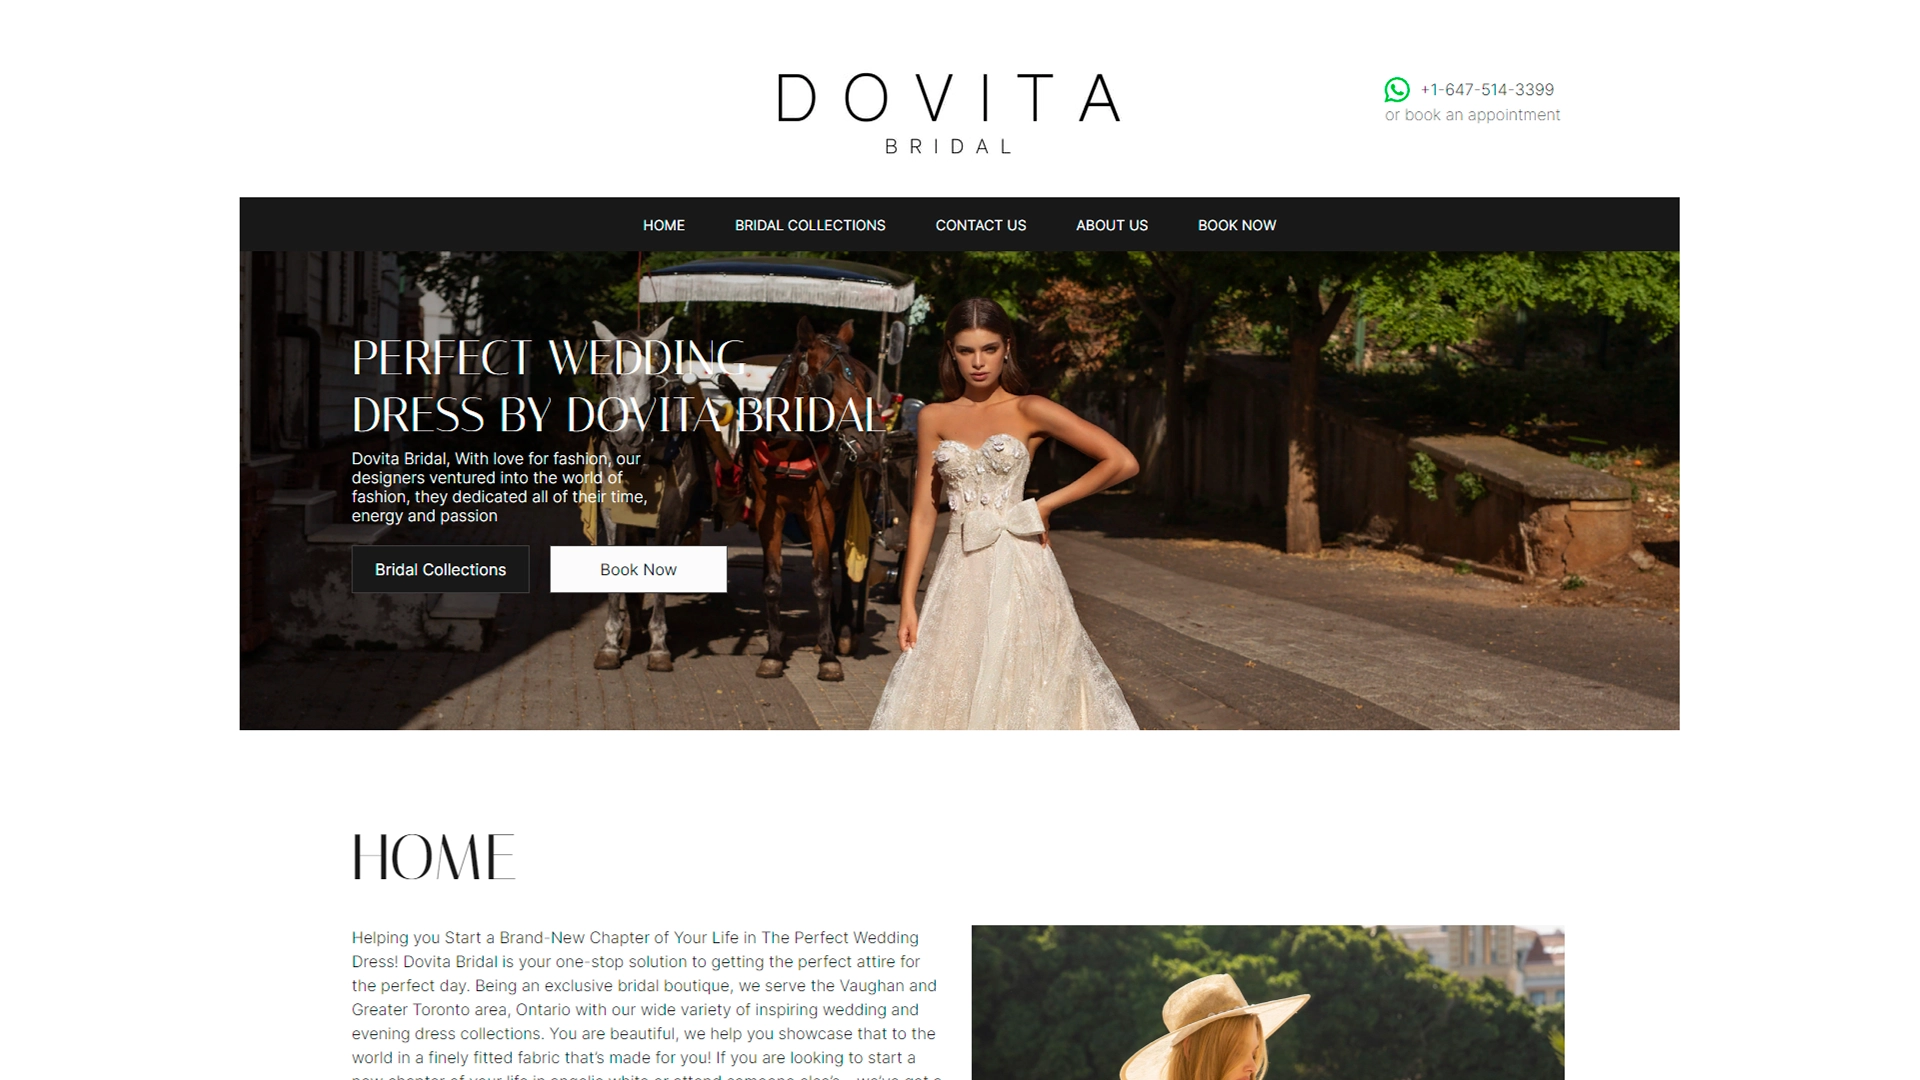 DOVITA
BRIDAL
+1-647-514-3399
or book an appointment
HOME BRIDAL COLLECTIONS CONTACT US ABOUT US BOOK NOW
PERFECT WEDDING
DRESS BY DOVITA BRIDAL
Dovita Bridal, With love for fashion, our
designers ventured into the world of
fashion, they dedicated all of their time,
energy and passion
Bridal Collections
Book Now
HOME
Helping you Start a Brand-New Chapter of Your Life in The Perfect Wedding
Dress! Dovita Bridal is your one-stop solution to getting the perfect attire for
the perfect day. Being an exclusive bridal boutique, we serve the Vaughan and
Greater Toronto area, Ontario with our wide variety of inspiring wedding and
evening dress collections. You are beautiful, we help you showcase that to the
world in a finely fitted fabric that's made for you! If you are looking to start a